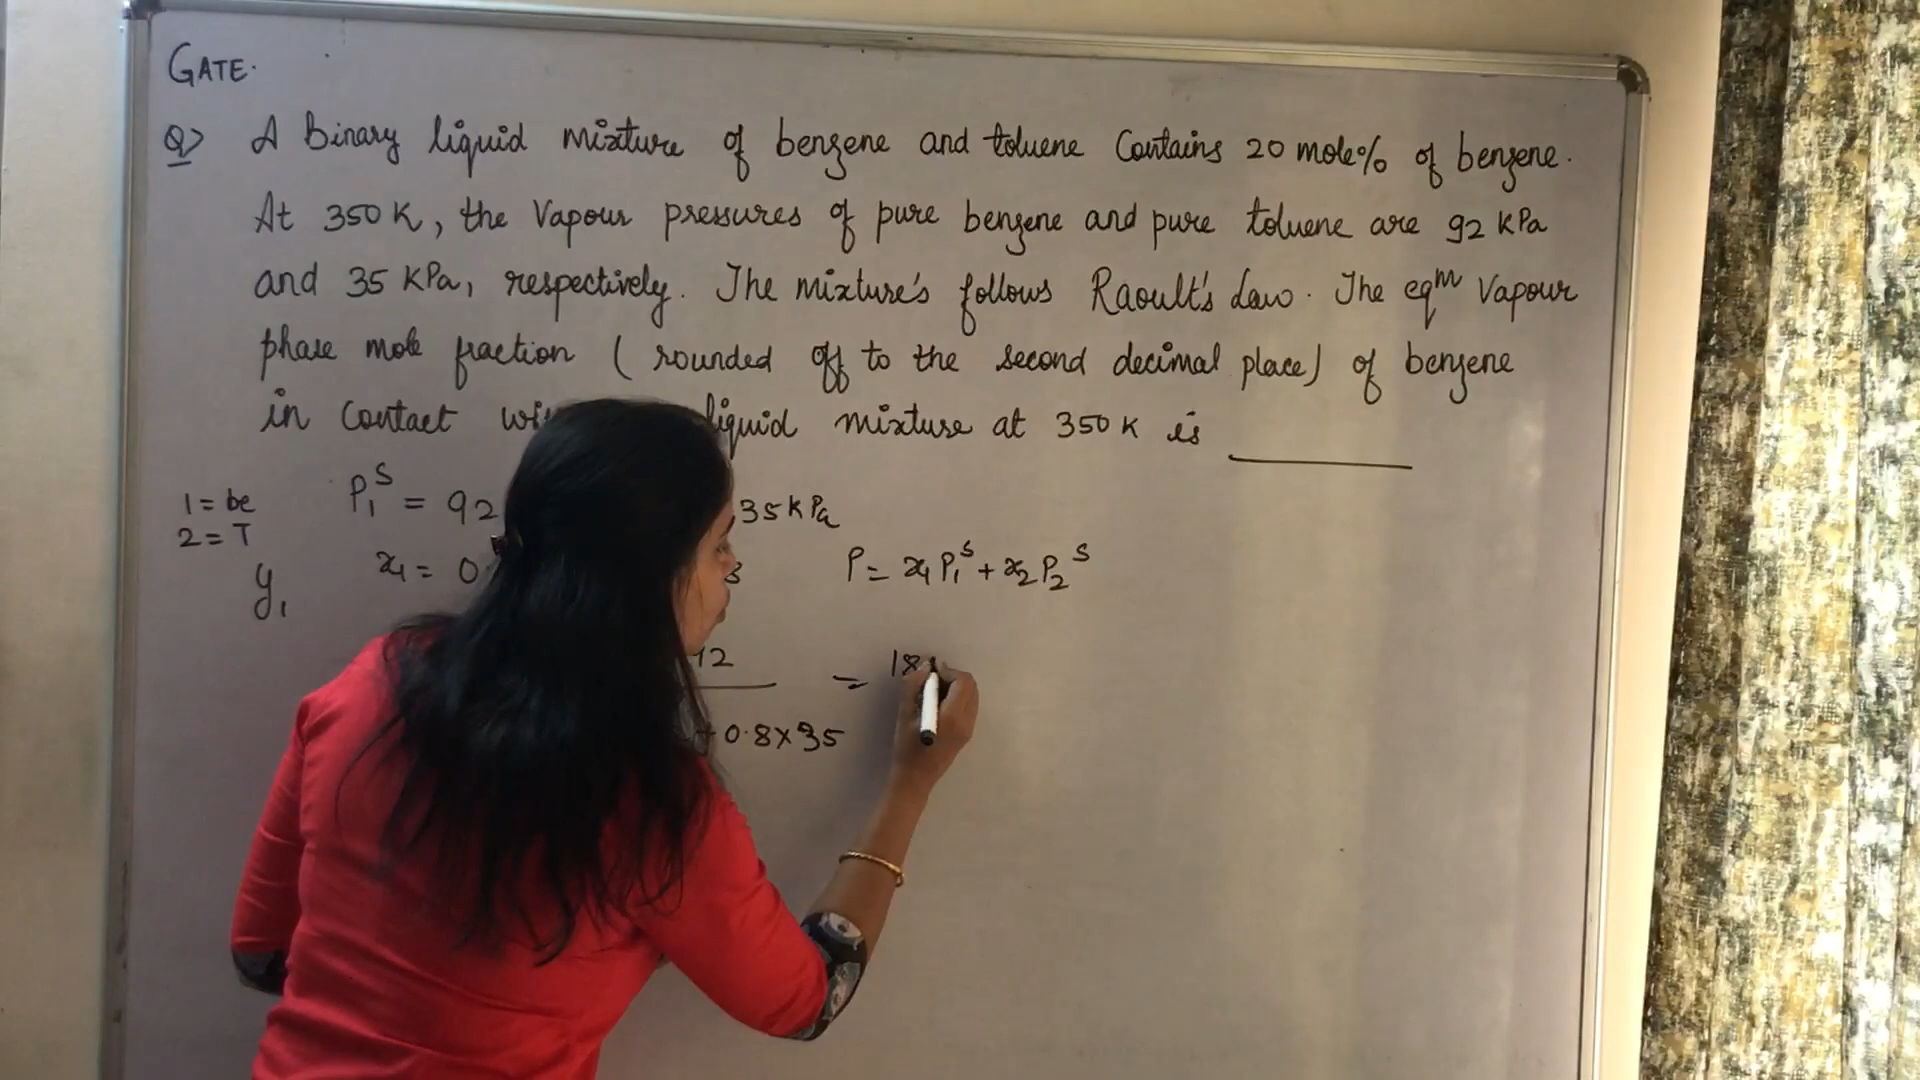 GATE.
Q> A Binary liquid mixture of benzene and toluene Contains 20 mole% of benzene.
At 350 K, the Vapour pressures of pure benzene and pure toluene are 92 KPa
and 35 KPa, respectively. The mixture's follows Raoult's Law. The eqᵐ Vapour
phase mole fraction ( rounded off to the second decimal place) of benzene
in Contact liquid mixture at 350 K is
1 = be P₁ˢ = 92 35 KPa
2 = T
y₁ x₁ = 0. P = x₁ P₁ˢ + x₂ P₂ˢ
= 18
+ 0.8 x 35